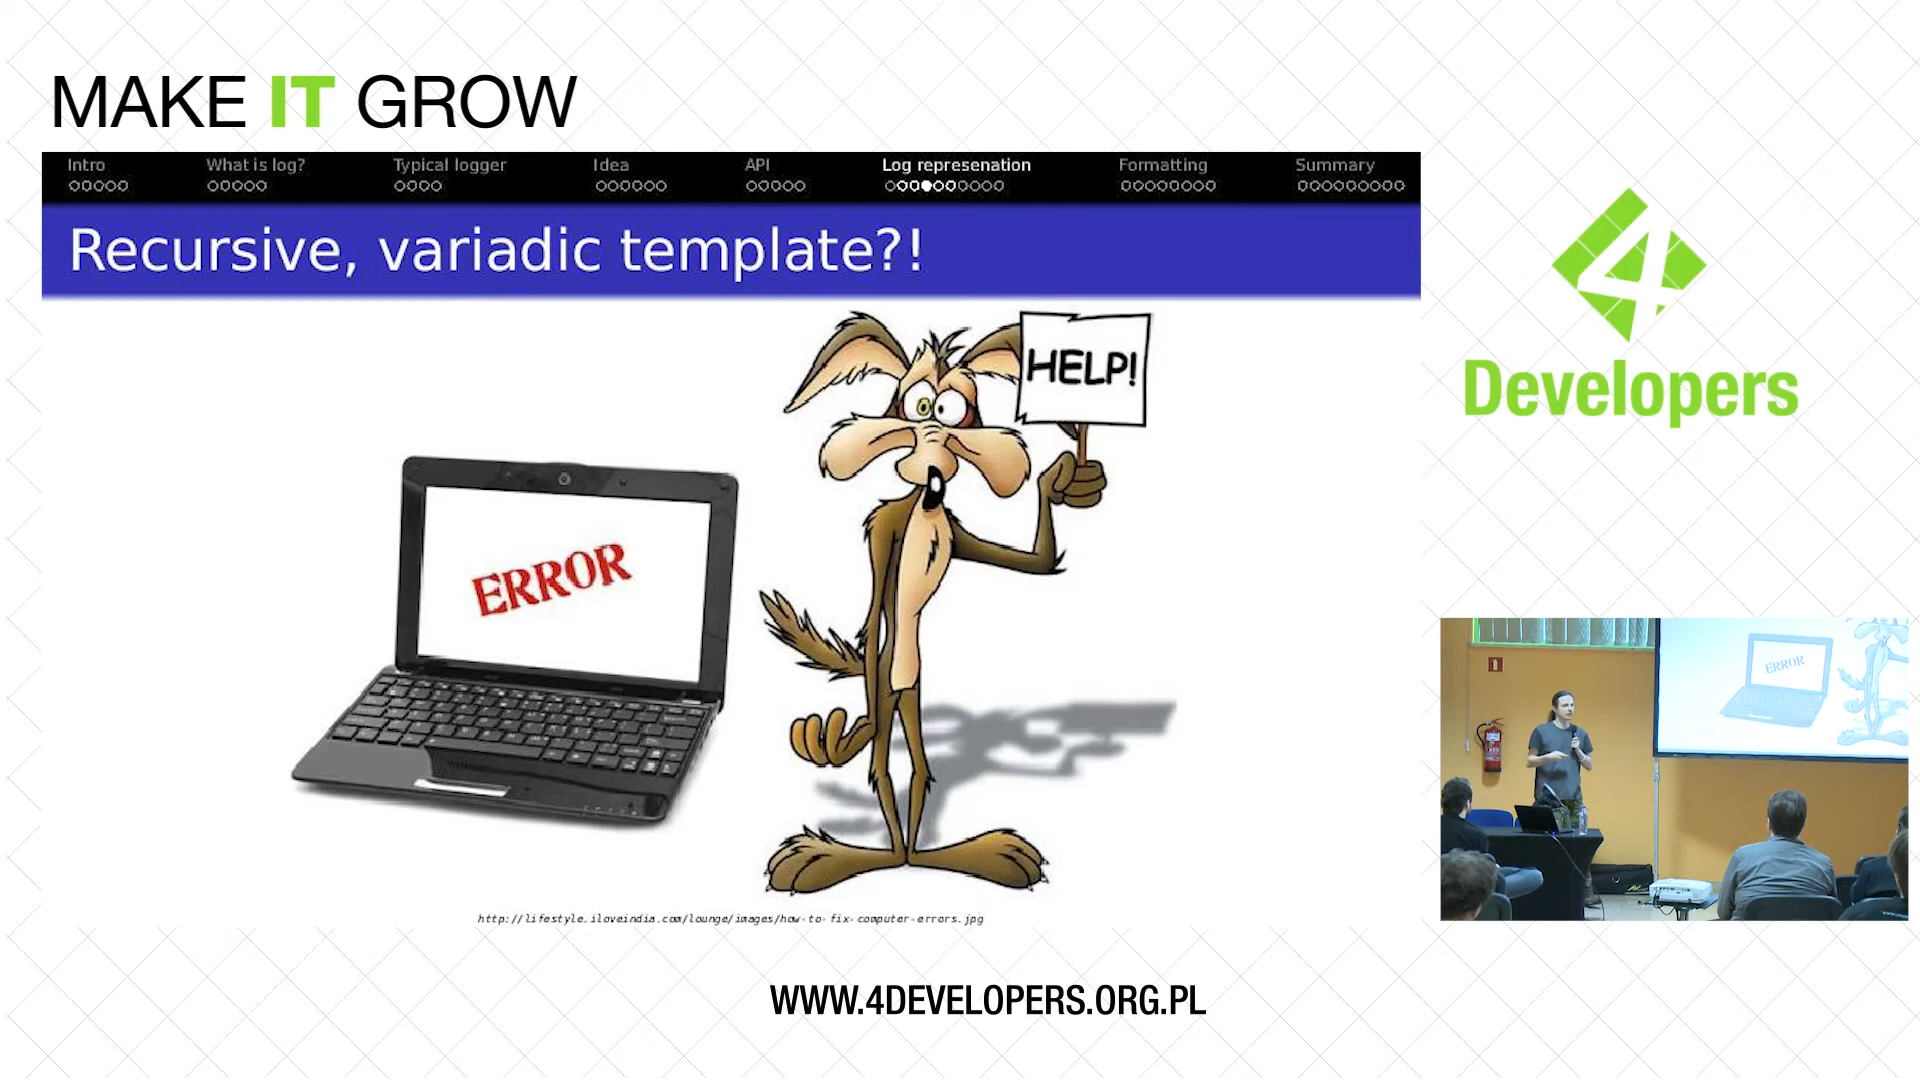 MAKE IT GROW
Intro What is log? Typical logger Idea API Log represenation Formatting Summary
Recursive, variadic template?!
HELP!
ERROR
http://lifestyle.iloveindia.com/lounge/images/how-to-fix-computer-errors.jpg
4
Developers
ERROR
WWW.4DEVELOPERS.ORG.PL